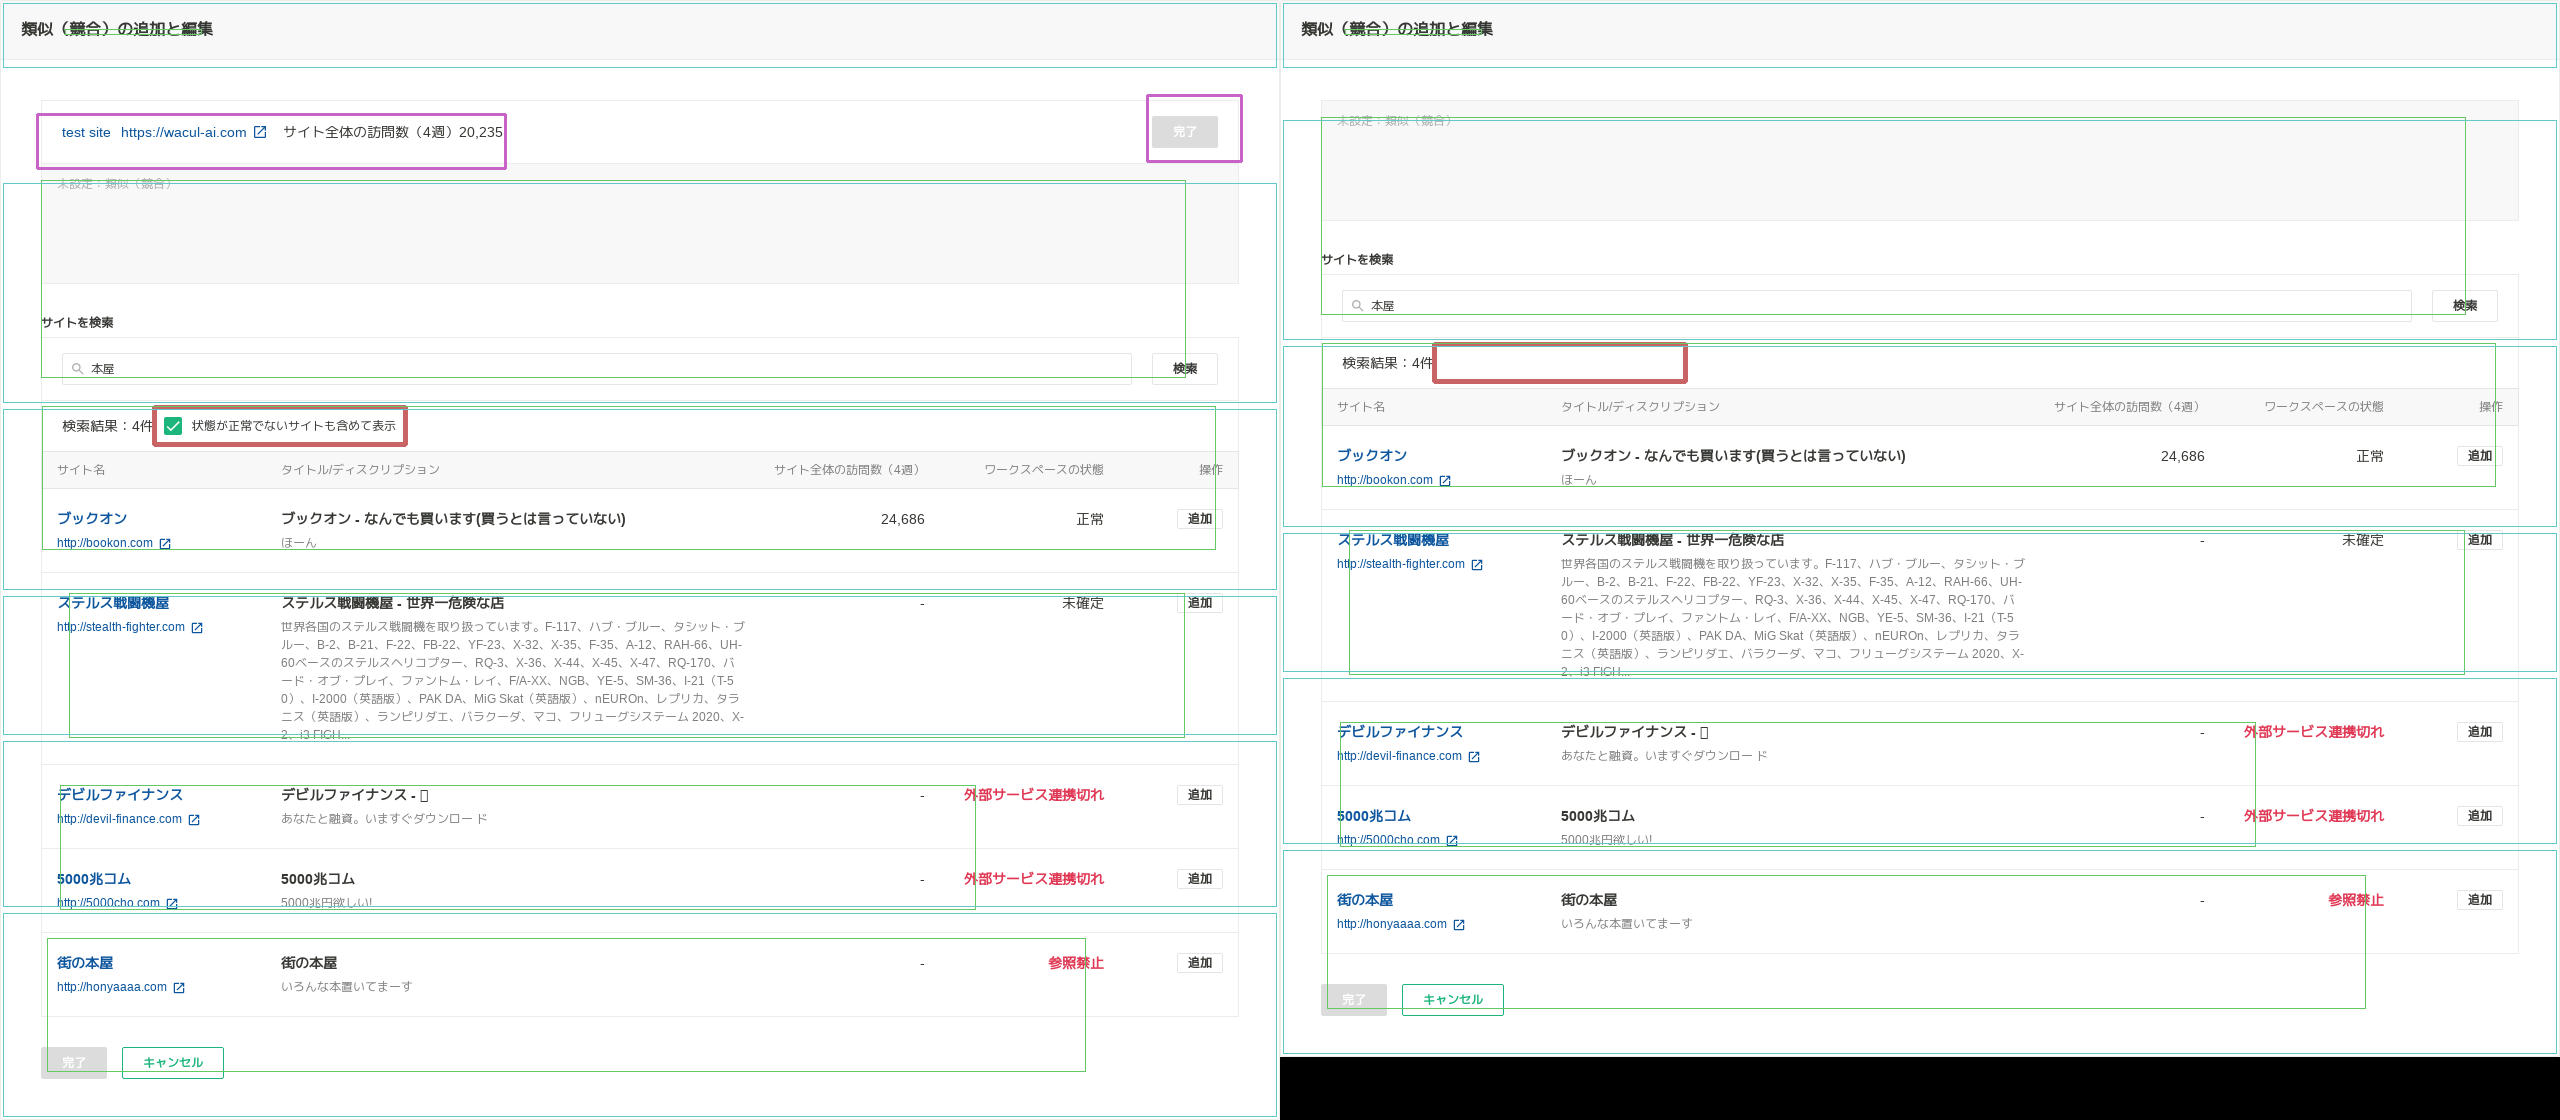 類似（競合）の追加と編集
test site https://wacul-ai.com サイト全体の訪問数（4週）20,235
完了
未設定：類似（競合）
サイトを検索
本屋
検索
検索結果：4件 状態が正常でないサイトも含めて表示
サイト名 タイトル/ディスクリプション サイト全体の訪問数（4週） ワークスペースの状態 操作
ブックオン ブックオン - なんでも買います(買うとは言っていない) 24,686 正常 追加
http://bookon.com ほーん
ステルス戦闘機屋 ステルス戦闘機屋 - 世界一危険な店 - 未確定 追加
http://stealth-fighter.com 世界各国のステルス戦闘機を取り扱っています。F-117、ハブ・ブルー、タシット・ブ
ルー、B-2、B-21、F-22、FB-22、YF-23、X-32、X-35、F-35、A-12、RAH-66、UH-
60ベースのステルスヘリコプター、RQ-3、X-36、X-44、X-45、X-47、RQ-170、バ
ード・オブ・プレイ、ファントム・レイ、F/A-XX、NGB、YE-5、SM-36、I-21（T-5
0）、I-2000（英語版）、PAK DA、MiG Skat（英語版）、nEUROn、レプリカ、タラ
ニス（英語版）、ランピリダエ、バラクーダ、マコ、フリューグシステーム 2020、X-
2、i3 FIGH...
デビルファイナンス デビルファイナンス - - 外部サービス連携切れ 追加
http://devil-finance.com あなたと融資。いますぐダウンロー ド
5000兆コム 5000兆コム - 外部サービス連携切れ 追加
http://5000cho.com 5000兆円欲しい!
街の本屋 街の本屋 - 参照禁止 追加
http://honyaaaa.com いろんな本置いてまーす
完了 キャンセル
類似（競合）の追加と編集
未設定：類似（競合）
サイトを検索
本屋
検索
検索結果：4件
サイト名 タイトル/ディスクリプション サイト全体の訪問数（4週） ワークスペースの状態 操作
ブックオン ブックオン - なんでも買います(買うとは言っていない) 24,686 正常 追加
http://bookon.com ほーん
ステルス戦闘機屋 ステルス戦闘機屋 - 世界一危険な店 - 未確定 追加
http://stealth-fighter.com 世界各国のステルス戦闘機を取り扱っています。F-117、ハブ・ブルー、タシット・ブ
ルー、B-2、B-21、F-22、FB-22、YF-23、X-32、X-35、F-35、A-12、RAH-66、UH-
60ベースのステルスヘリコプター、RQ-3、X-36、X-44、X-45、X-47、RQ-170、バ
ード・オブ・プレイ、ファントム・レイ、F/A-XX、NGB、YE-5、SM-36、I-21（T-5
0）、I-2000（英語版）、PAK DA、MiG Skat（英語版）、nEUROn、レプリカ、タラ
ニス（英語版）、ランピリダエ、バラクーダ、マコ、フリューグシステーム 2020、X-
2、i3 FIGH...
デビルファイナンス デビルファイナンス - - 外部サービス連携切れ 追加
http://devil-finance.com あなたと融資。いますぐダウンロー ド
5000兆コム 5000兆コム - 外部サービス連携切れ 追加
http://5000cho.com 5000兆円欲しい!
街の本屋 街の本屋 - 参照禁止 追加
http://honyaaaa.com いろんな本置いてまーす
完了 キャンセル